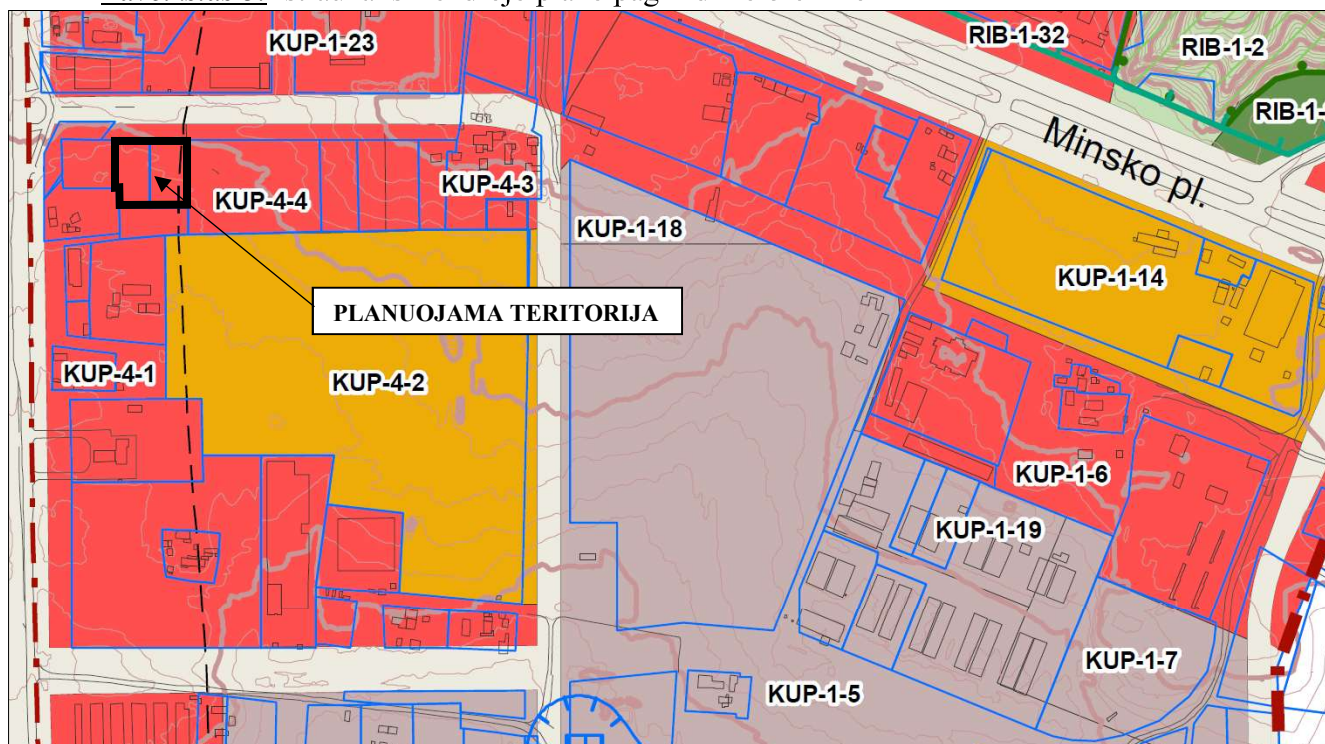 KUP-1-23
RIB-1-32
RIB-1-2
RIB-1-
Minsko pl.
KUP-4-4
KUP-4-3
KUP-1-18
KUP-1-14
PLANUOJAMA TERITORIJA
KUP-4-1
KUP-4-2
KUP-1-6
KUP-1-19
KUP-1-7
KUP-1-5